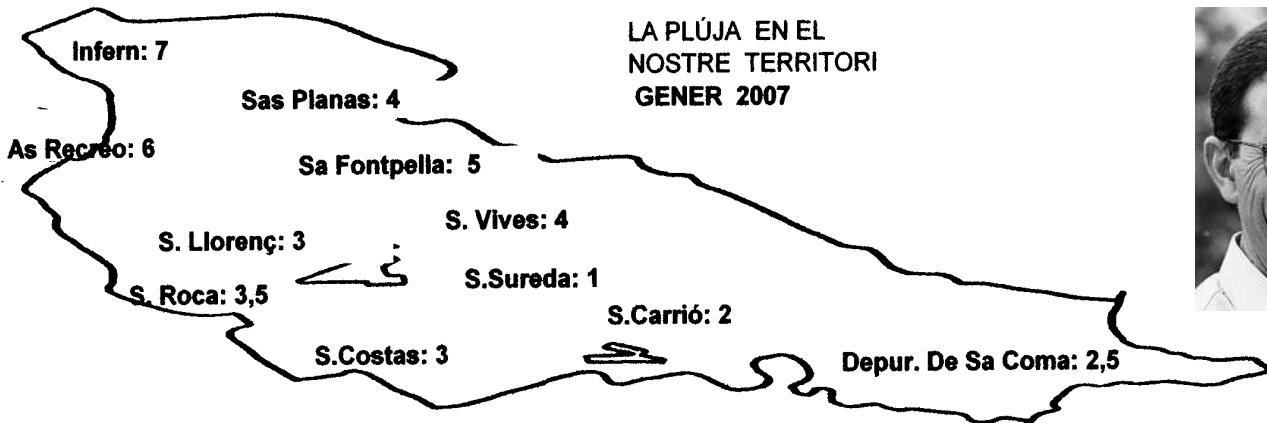 LA PLÚJA EN EL
NOSTRE TERRITORI
GENER 2007
Infern: 7
Sas Planas: 4
As Recreo: 6
Sa Fontpella: 5
S. Vives: 4
S. Llorenç: 3
S.Sureda: 1
S. Roca: 3,5
S.Carrió: 2
S.Costas: 3
Depur. De Sa Coma: 2,5